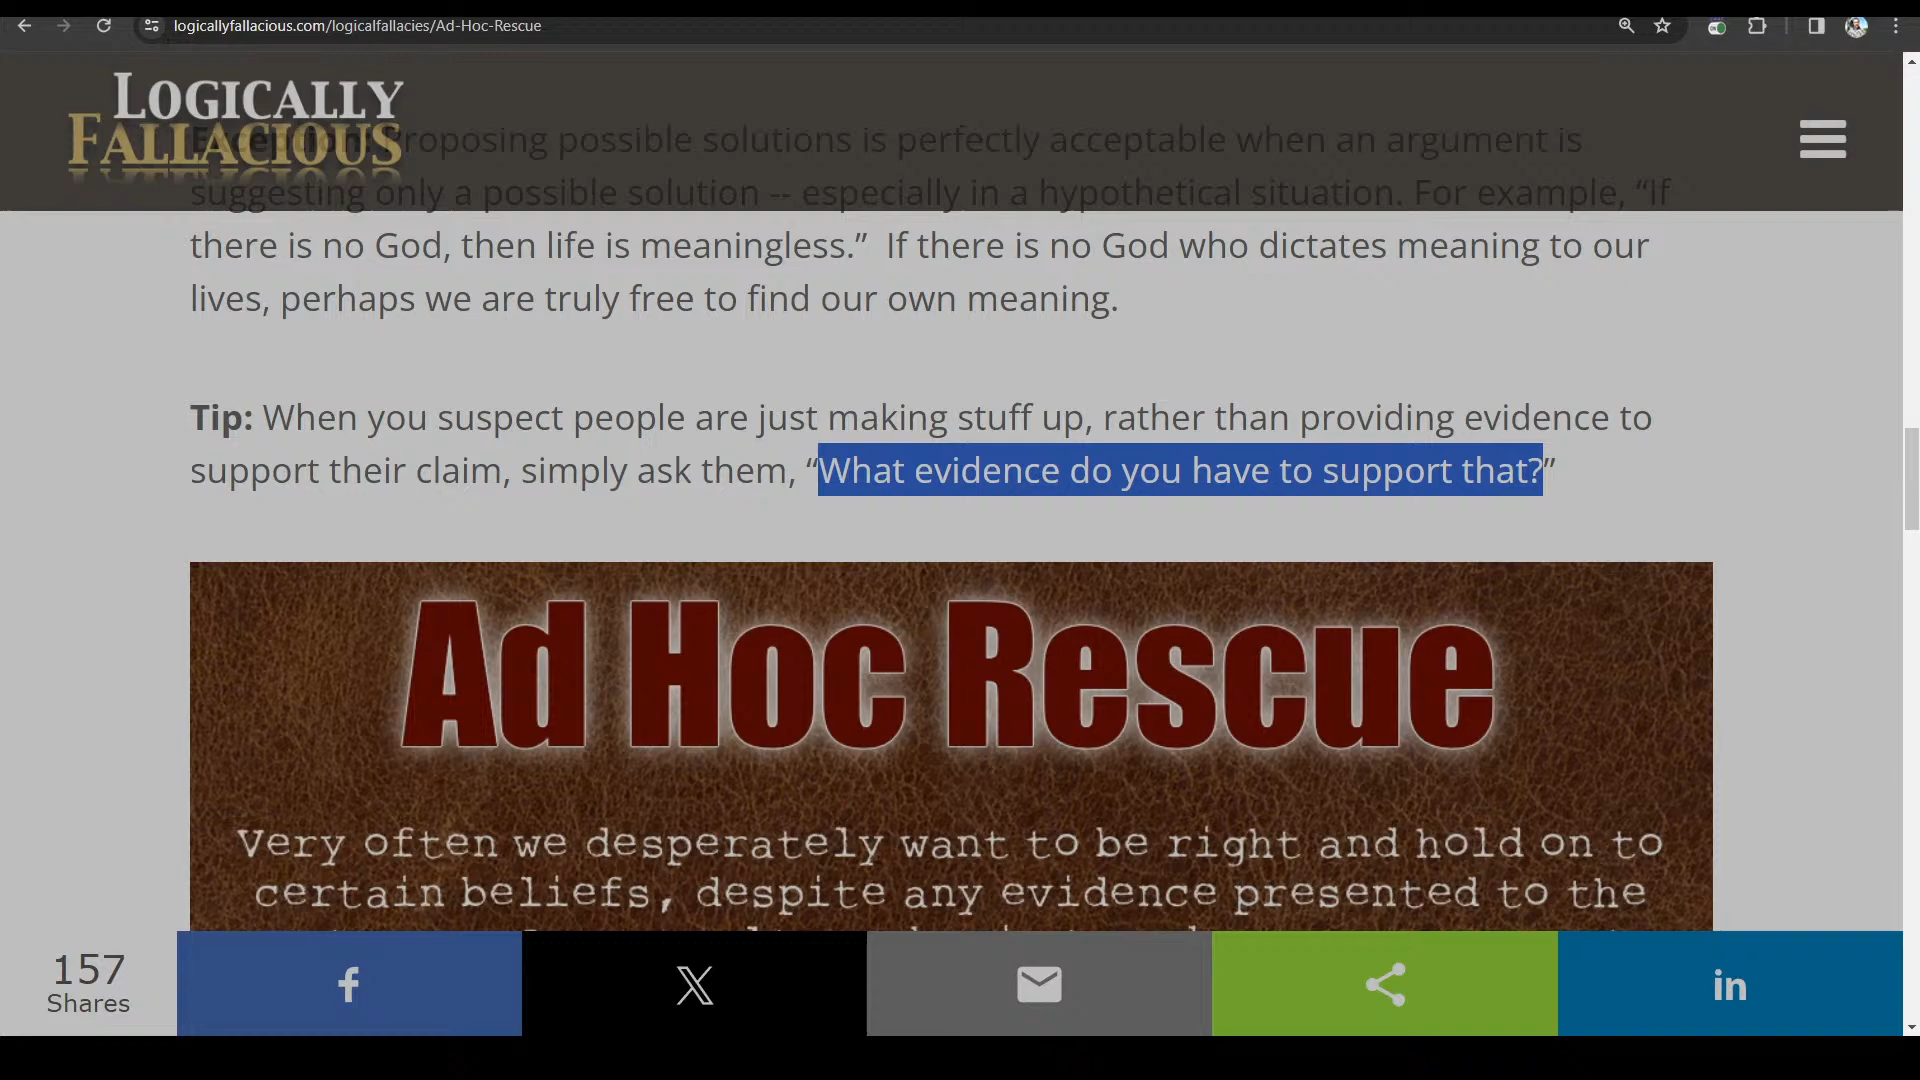 logicallyfallacious.com/logicalfallacies/Ad-Hoc-Rescue
LOGICALLY
FALLACIOUS
Exception: Proposing possible solutions is perfectly acceptable when an argument is
suggesting only a possible solution -- especially in a hypothetical situation. For example, “If
there is no God, then life is meaningless.”  If there is no God who dictates meaning to our
lives, perhaps we are truly free to find our own meaning.
Tip: When you suspect people are just making stuff up, rather than providing evidence to
support their claim, simply ask them, “What evidence do you have to support that?”
Ad Hoc Rescue
Very often we desperately want to be right and hold on to
certain beliefs, despite any evidence presented to the
157
Shares